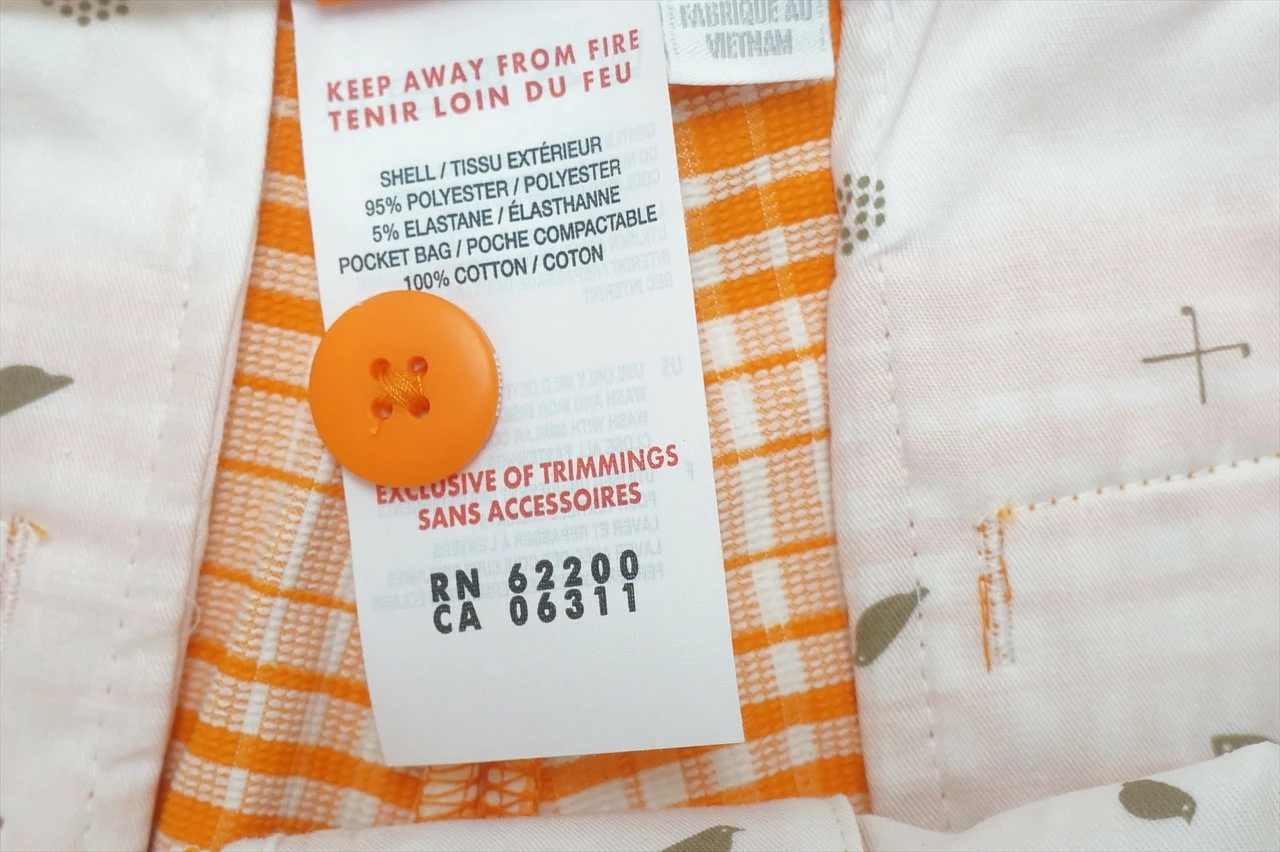 FABRIQUÉ AU
VIETNAM
KEEP AWAY FROM FIRE
TENIR LOIN DU FEU
SHELL / TISSU EXTÉRIEUR
95% POLYESTER / POLYESTER
5% ELASTANE / ÉLASTHANNE
POCKET BAG / POCHE COMPACTABLE
100% COTTON / COTON
EXCLUSIVE OF TRIMMINGS
SANS ACCESSOIRES
RN 62200
CA 06311